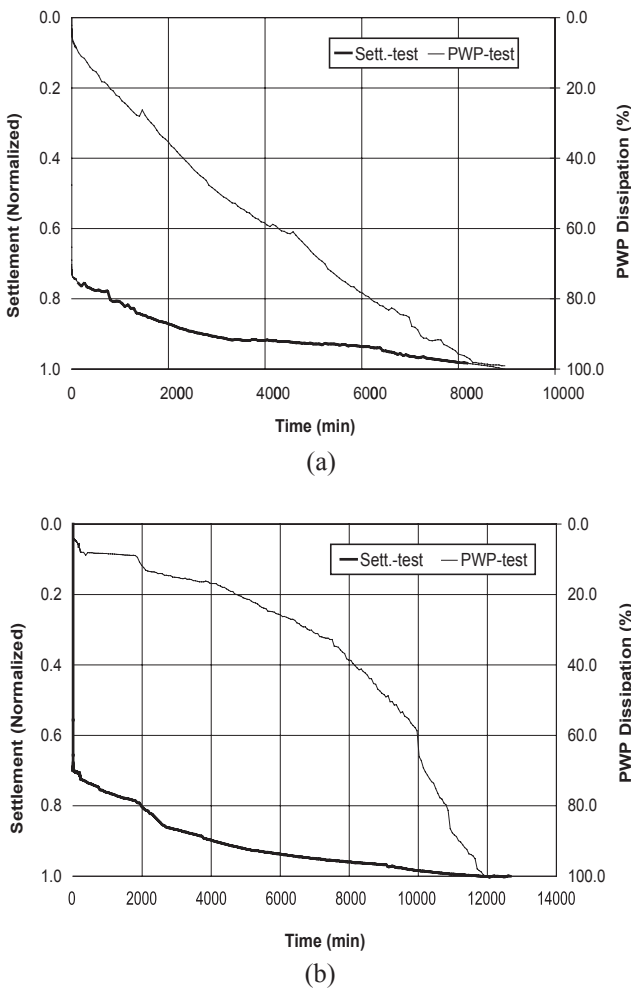 0.0
0.2
0.4
0.6
0.8
1.0
Settlement (Normalized)
Sett.-test PWP-test
0.0
20.0
40.0
60.0
80.0
100.0
PWP Dissipation (%)
0 2000 4000 6000 8000 10000
Time (min)
(a)
0.0
0.2
0.4
0.6
0.8
1.0
Settlement (Normalized)
Sett.-test PWP-test
0.0
20.0
40.0
60.0
80.0
100.0
PWP Dissipation (%)
0 2000 4000 6000 8000 10000 12000 14000
Time (min)
(b)